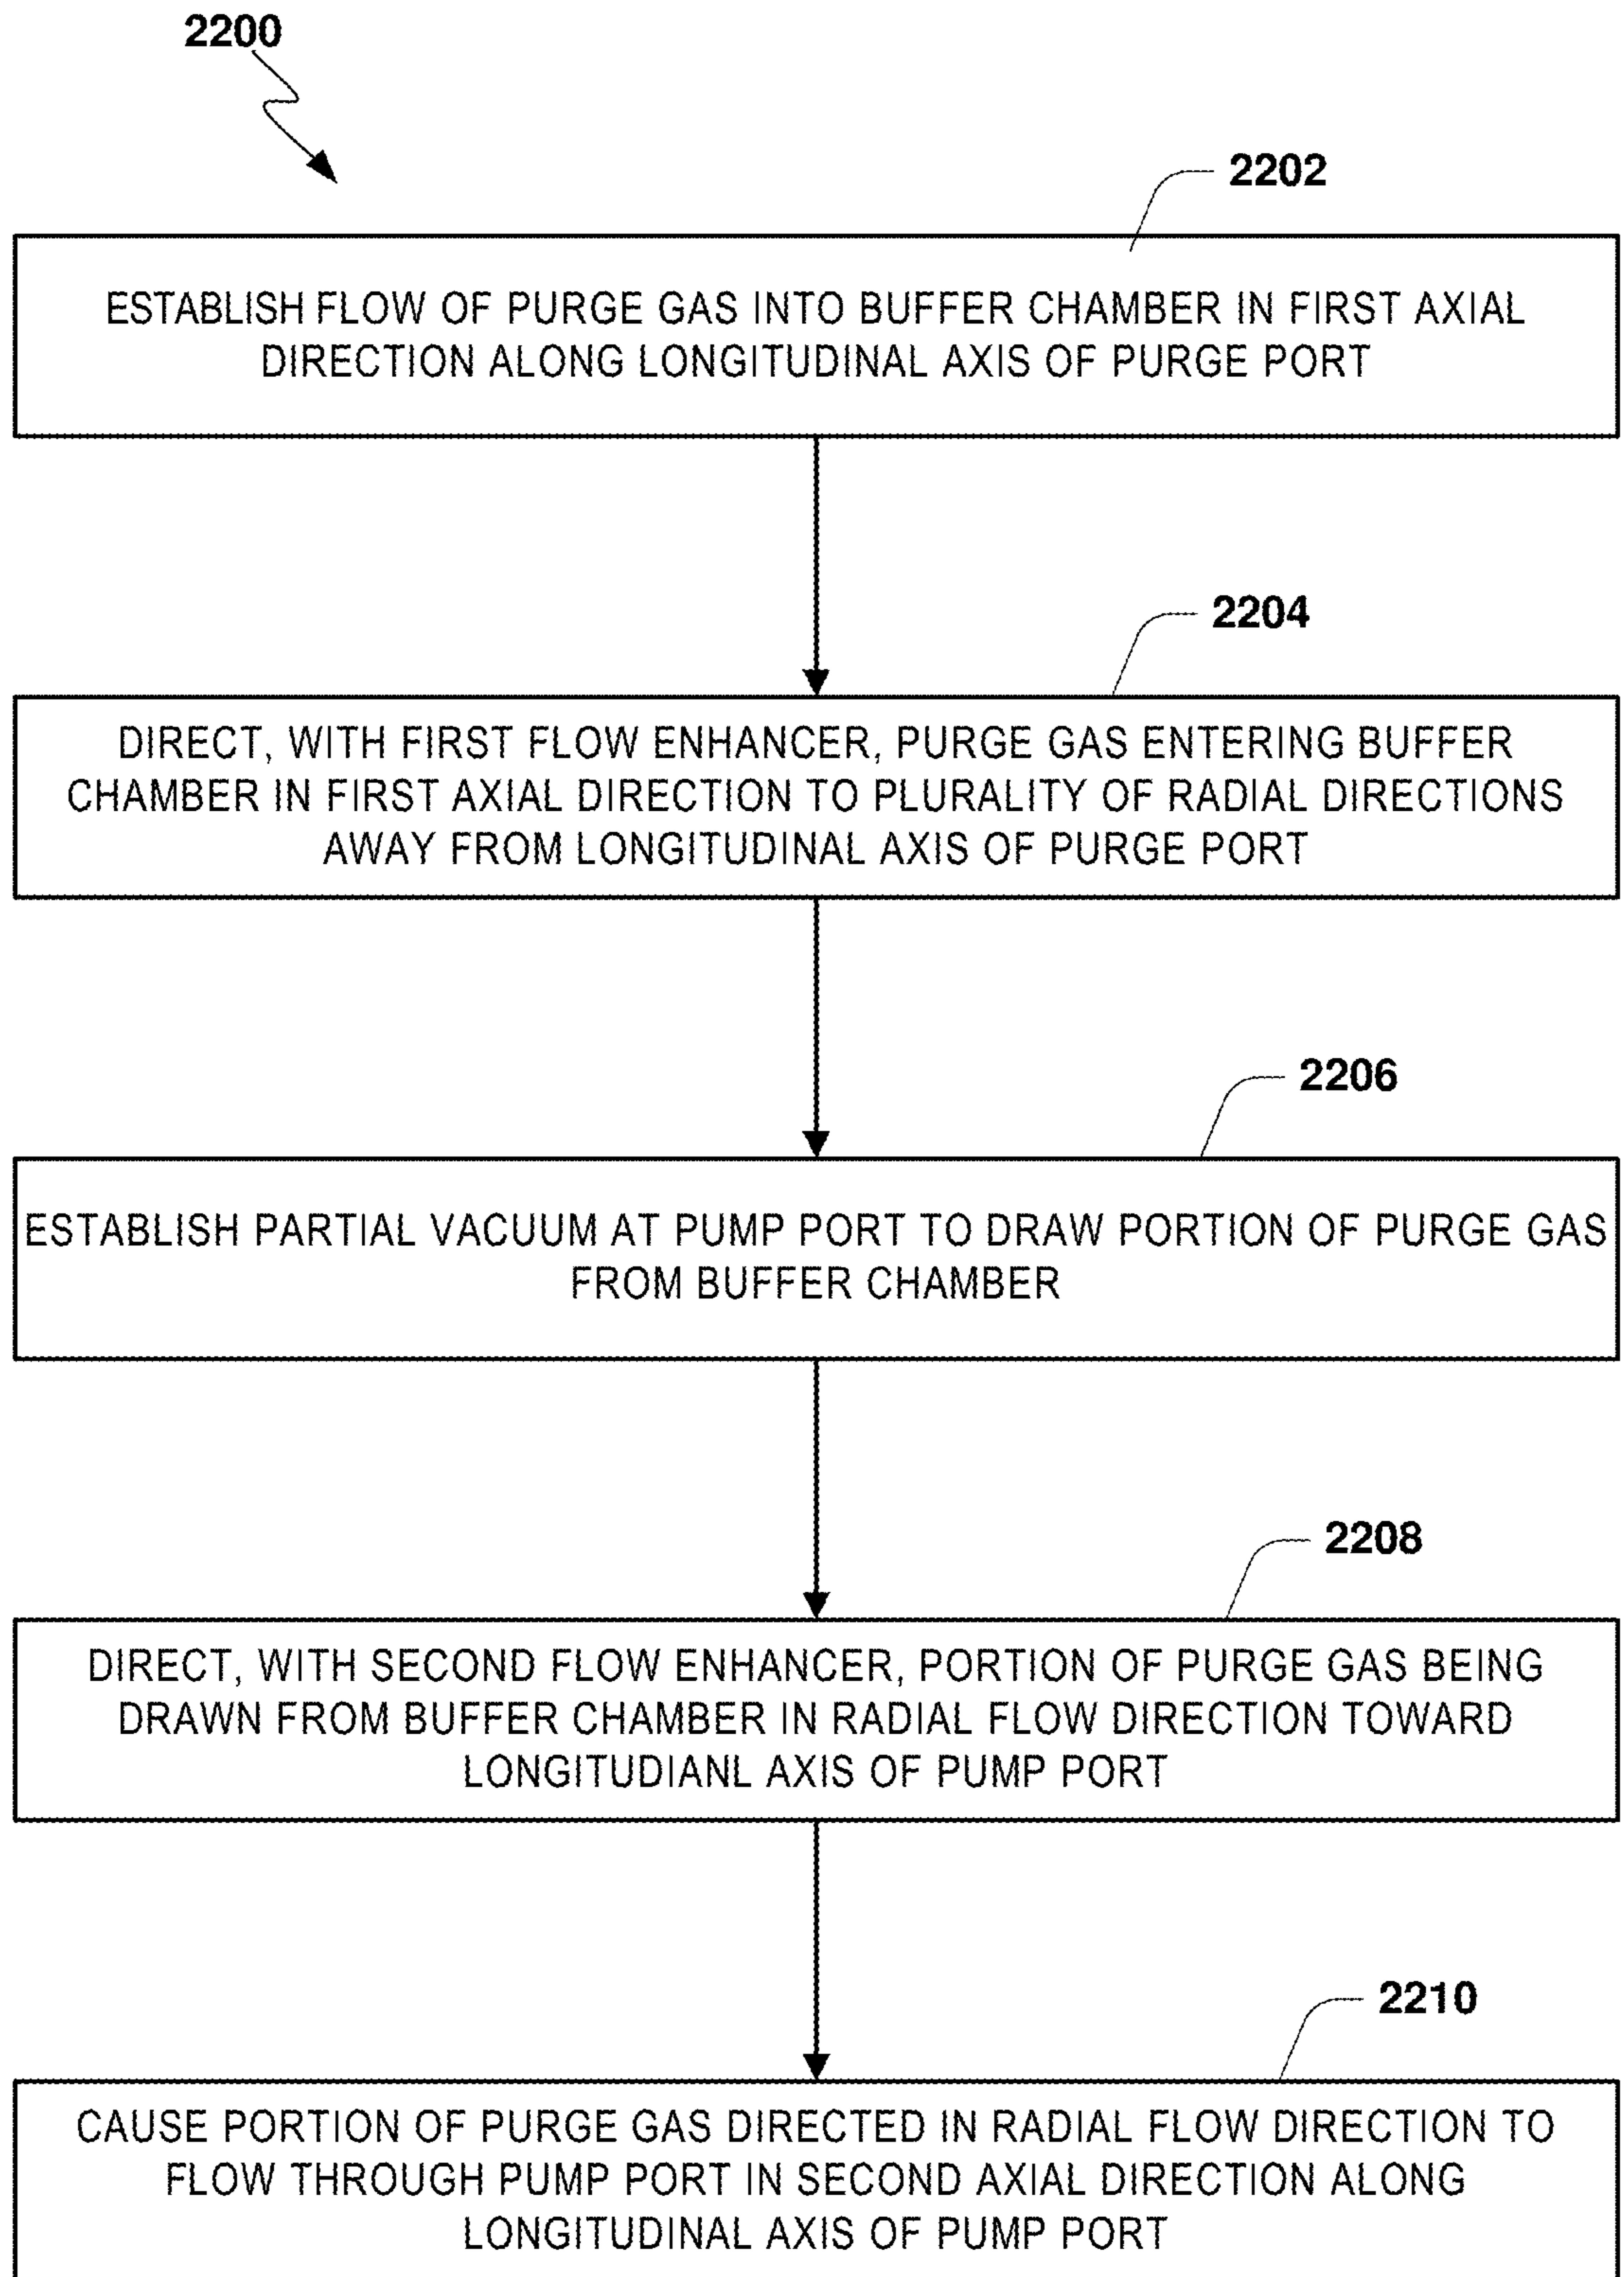 2200
2202
ESTABLISH FLOW OF PURGE GAS INTO BUFFER CHAMBER IN FIRST AXIAL
DIRECTION ALONG LONGITUDINAL AXIS OF PURGE PORT
2204
DIRECT, WITH FIRST FLOW ENHANCER, PURGE GAS ENTERING BUFFER
CHAMBER IN FIRST AXIAL DIRECTION TO PLURALITY OF RADIAL DIRECTIONS
AWAY FROM LONGITUDINAL AXIS OF PURGE PORT
2206
ESTABLISH PARTIAL VACUUM AT PUMP PORT TO DRAW PORTION OF PURGE GAS
FROM BUFFER CHAMBER
2208
DIRECT, WITH SECOND FLOW ENHANCER, PORTION OF PURGE GAS BEING
DRAWN FROM BUFFER CHAMBER IN RADIAL FLOW DIRECTION TOWARD
LONGITUDIANL AXIS OF PUMP PORT
2210
CAUSE PORTION OF PURGE GAS DIRECTED IN RADIAL FLOW DIRECTION TO
FLOW THROUGH PUMP PORT IN SECOND AXIAL DIRECTION ALONG
LONGITUDINAL AXIS OF PUMP PORT